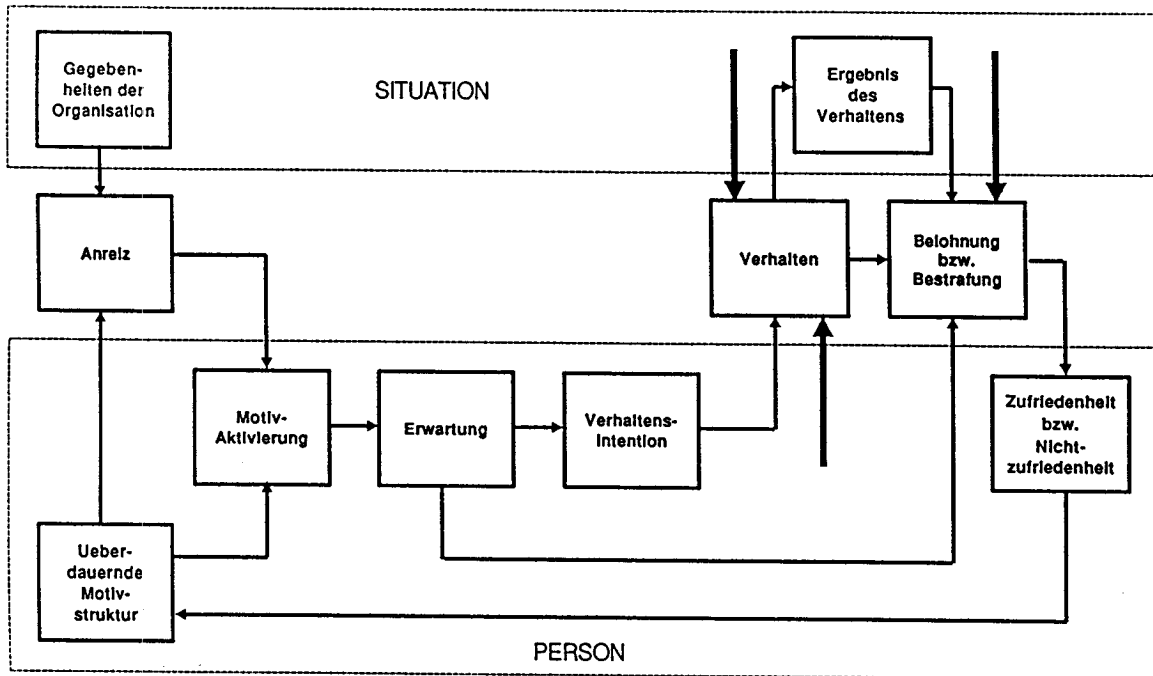 Gegeben-
heiten der
Organisation
SITUATION
Ergebnis
des
Verhaltens
Anreiz
Verhalten
Belohnung
bzw.
Bestrafung
Motiv-
Aktivierung
Erwartung
Verhaltens-
Intention
Zufriedenheit
bzw.
Nicht-
zufriedenheit
Ueber-
dauernde
Motiv-
struktur
PERSON